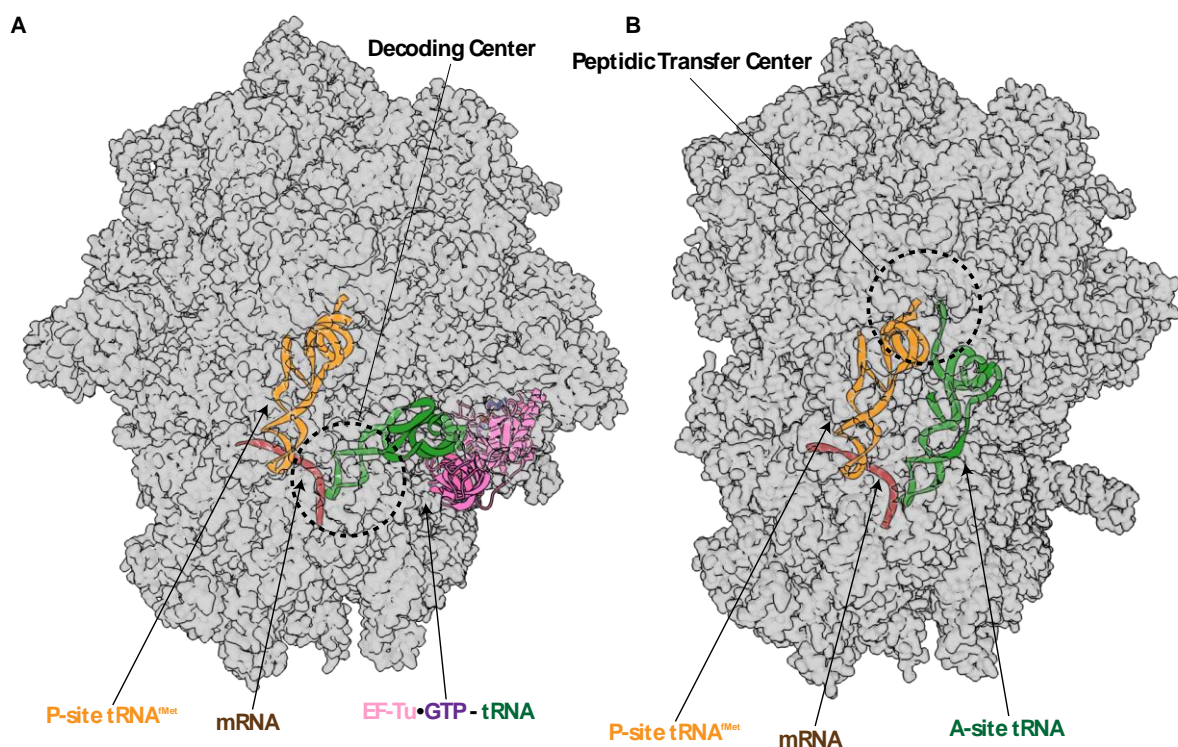 A
Decoding Center
P-site tRNAfMet
mRNA
EF-Tu•GTP-tRNA
B
Peptidic Transfer Center
P-site tRNAfMet
mRNA
A-site tRNA